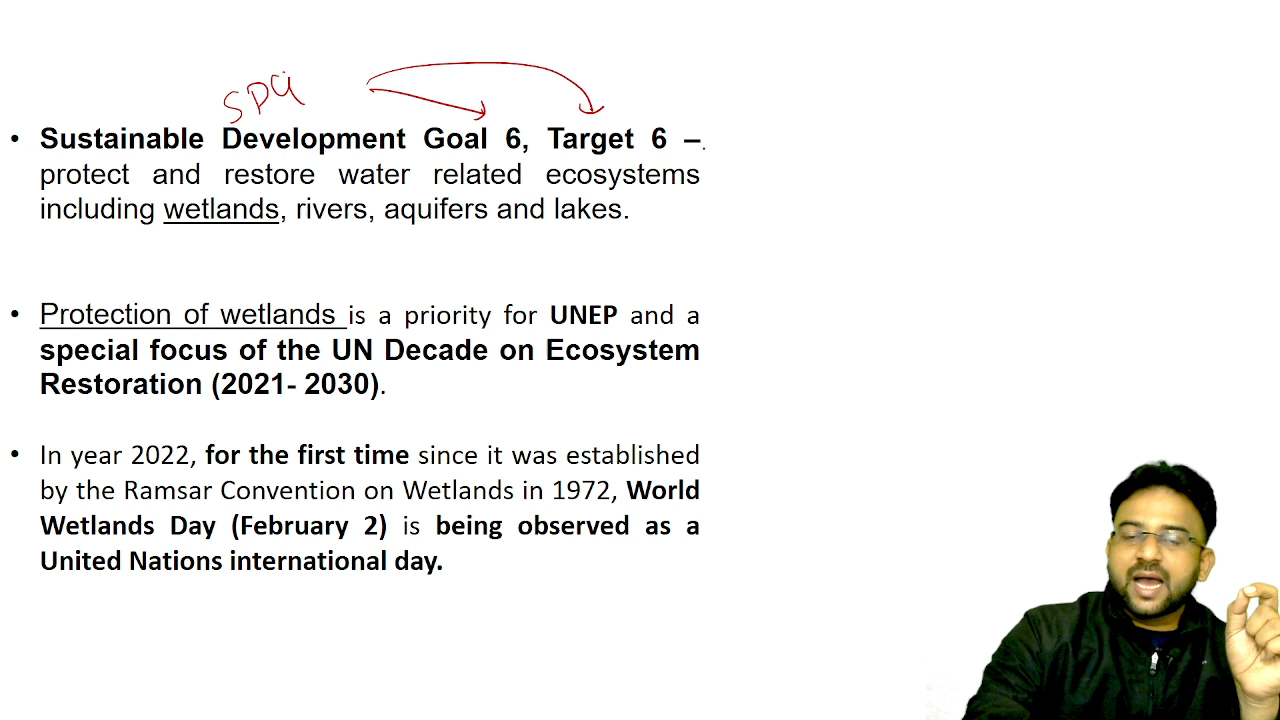 SDG
• Sustainable Development Goal 6, Target 6 –
protect and restore water related ecosystems
including wetlands, rivers, aquifers and lakes.
• Protection of wetlands is a priority for UNEP and a
special focus of the UN Decade on Ecosystem
Restoration (2021- 2030).
• In year 2022, for the first time since it was established
by the Ramsar Convention on Wetlands in 1972, World
Wetlands Day (February 2) is being observed as a
United Nations international day.